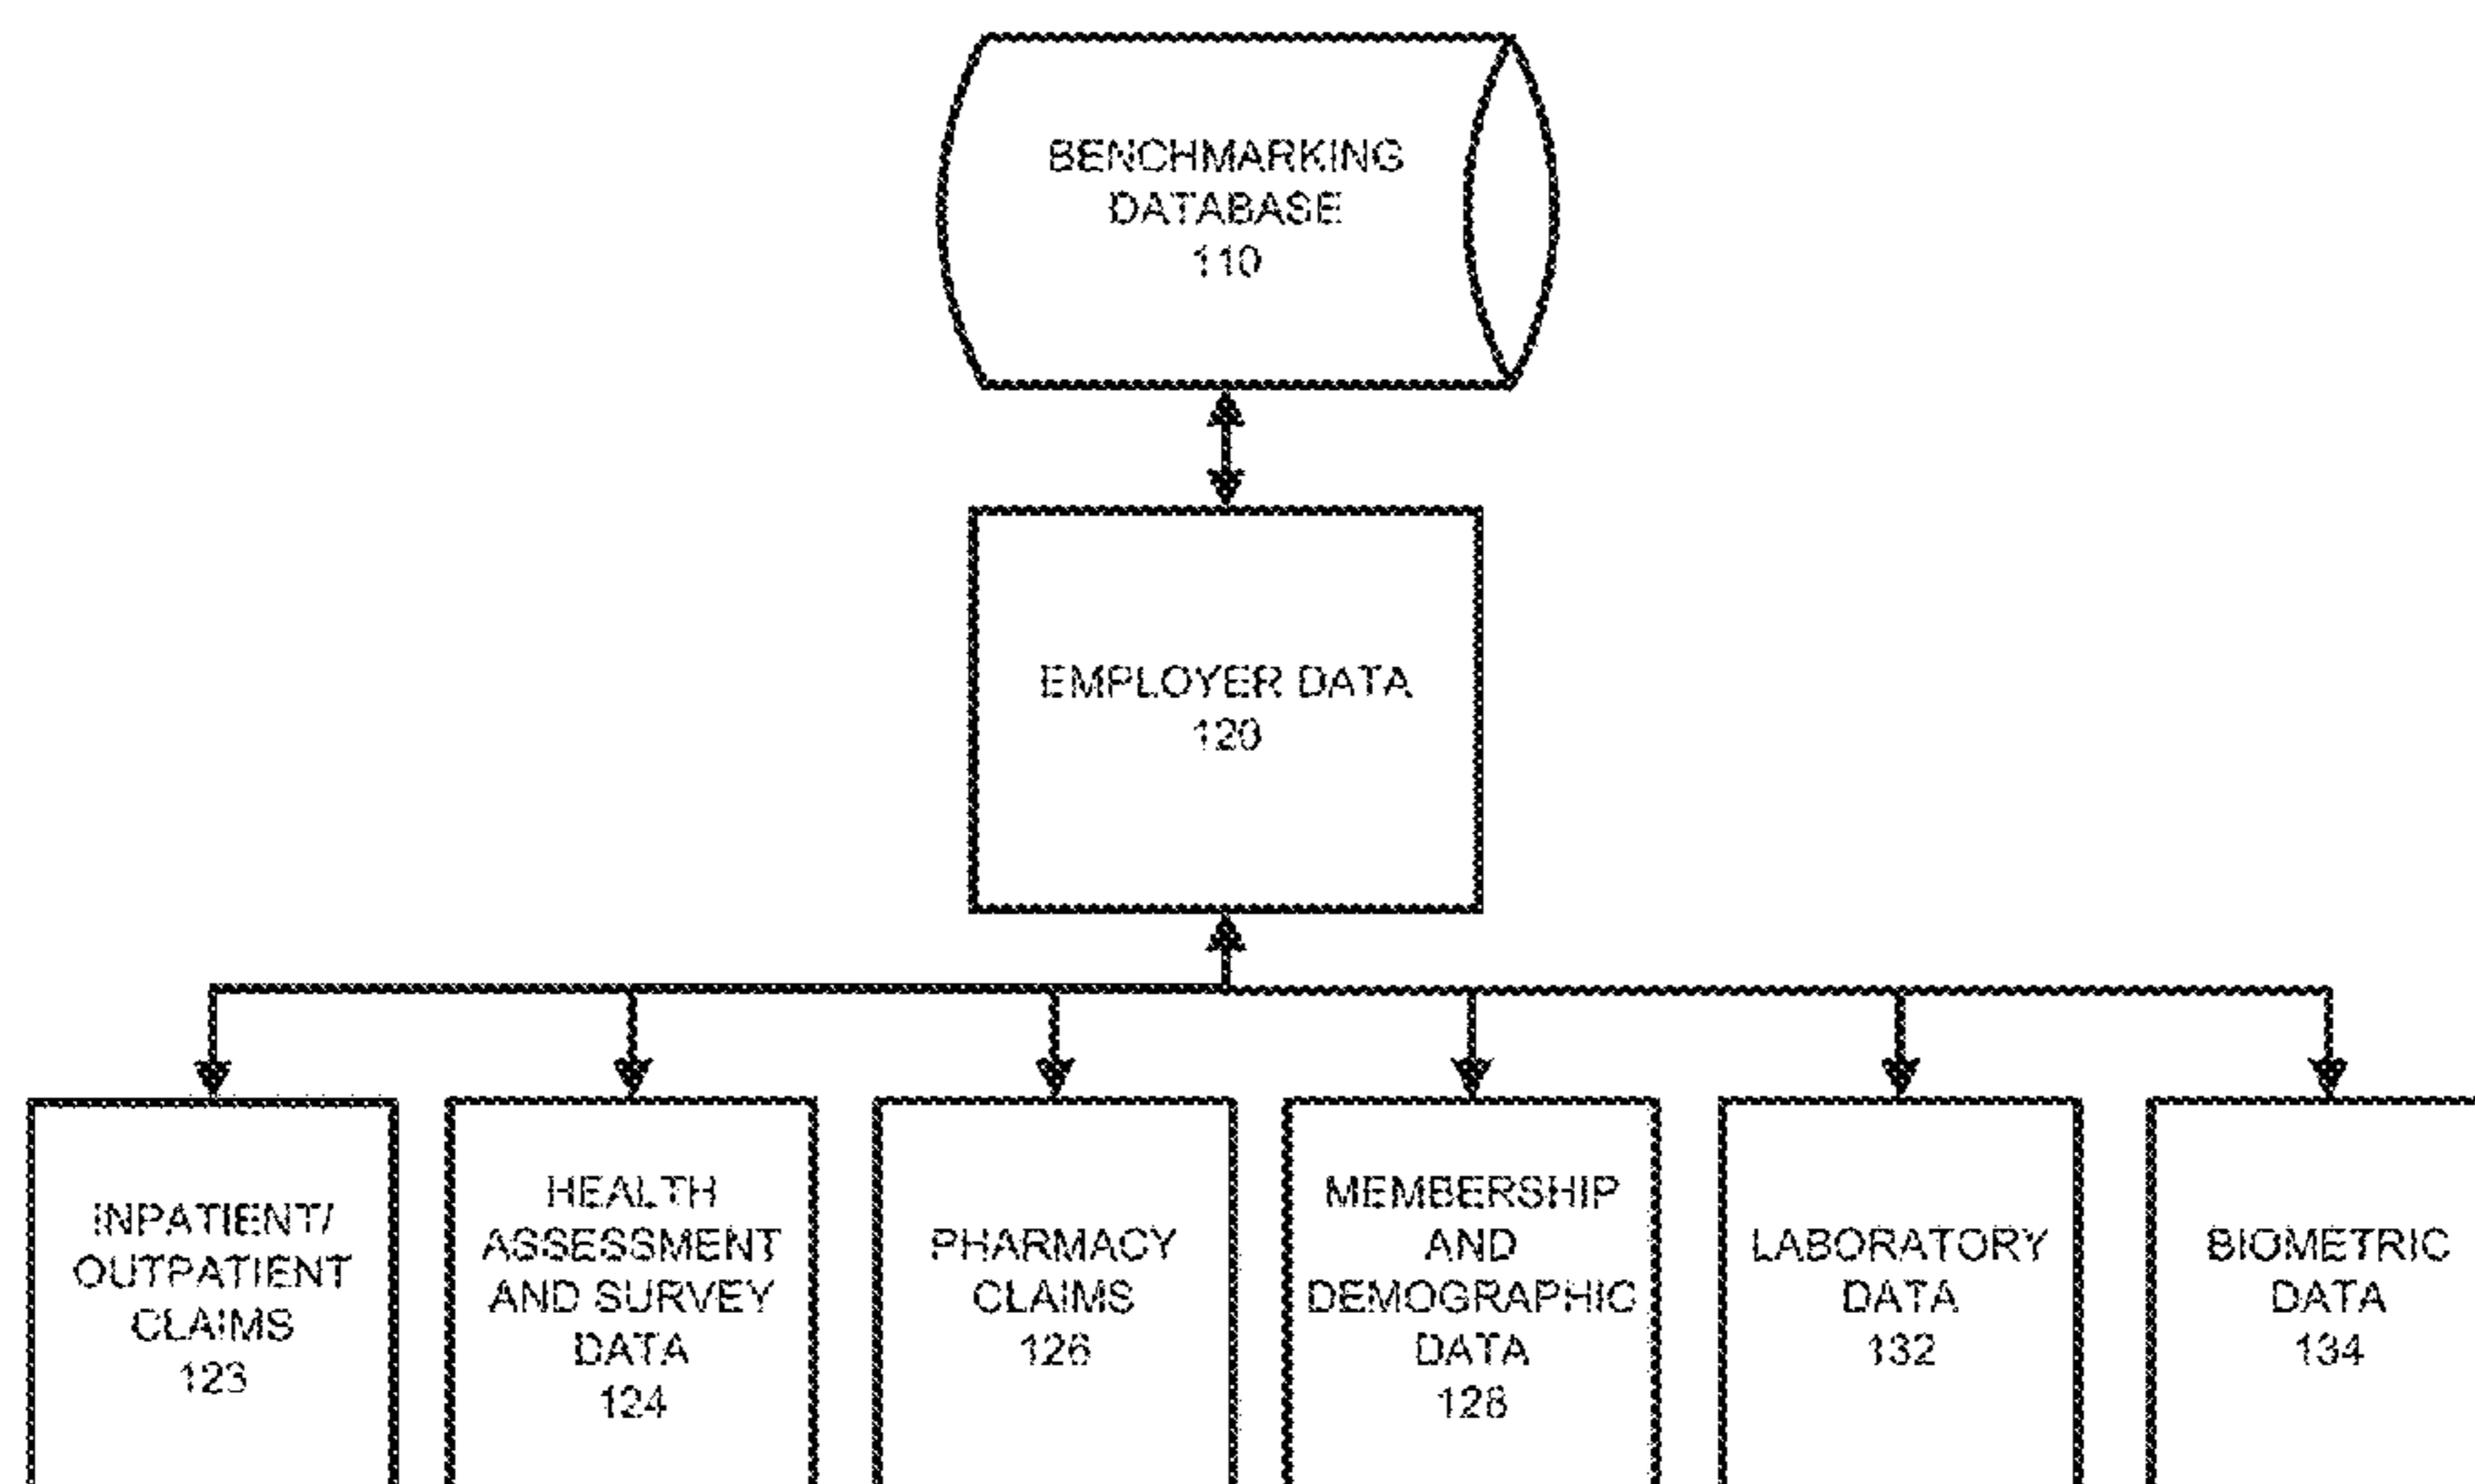 BENCHMARKING
DATABASE
110
EMPLOYER DATA
120
INPATIENT/
OUTPATIENT
CLAIMS
123
HEALTH
ASSESSMENT
AND SURVEY
DATA
124
PHARMACY
CLAIMS
126
MEMBERSHIP
AND
DEMOGRAPHIC
DATA
128
LABORATORY
DATA
132
BIOMETRIC
DATA
134